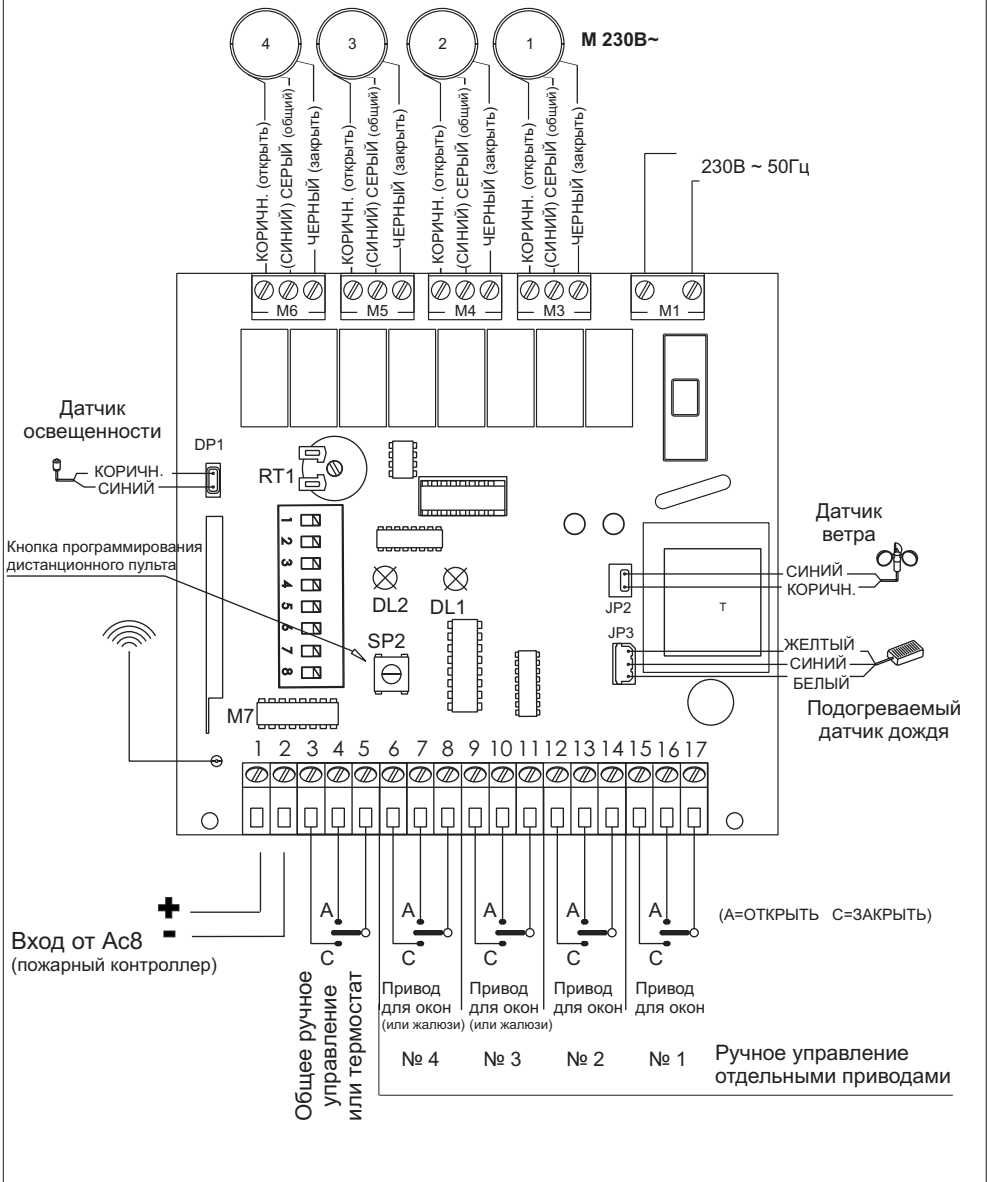 4 3 2 1 М 230В~
КОРИЧН. (открыть)
(СИНИЙ) СЕРЫЙ (общий)
ЧЕРНЫЙ (закрыть)
КОРИЧН. (открыть)
(СИНИЙ) СЕРЫЙ (общий)
ЧЕРНЫЙ (закрыть)
КОРИЧН. (открыть)
(СИНИЙ) СЕРЫЙ (общий)
ЧЕРНЫЙ (закрыть)
КОРИЧН. (открыть)
(СИНИЙ) СЕРЫЙ (общий)
ЧЕРНЫЙ (закрыть)
230В ~ 50Гц
M6 M5 M4 M3 M1
Датчик
освещенности
КОРИЧН.
СИНИЙ
DP1
RT1
1
2
3
4
5
6
7
8
Кнопка программирования
дистанционного пульта
DL2 DL1
SP2
M7
Датчик
ветра
СИНИЙ
КОРИЧН.
JP2
JP3
T
ЖЕЛТЫЙ
СИНИЙ
БЕЛЫЙ
Подогреваемый
датчик дождя
1 2 3 4 5 6 7 8 9 10 11 12 13 14 15 16 17
+
-
Вход от Ac8
(пожарный контроллер)
A A A A A
C C C C C
(А=ОТКРЫТЬ С=ЗАКРЫТЬ)
Общее ручное
управление
или термостат
Привод
для окон
(или жалюзи)
№ 4
Привод
для окон
(или жалюзи)
№ 3
Привод
для окон
№ 2
Привод
для окон
№ 1
Ручное управление
отдельными приводами